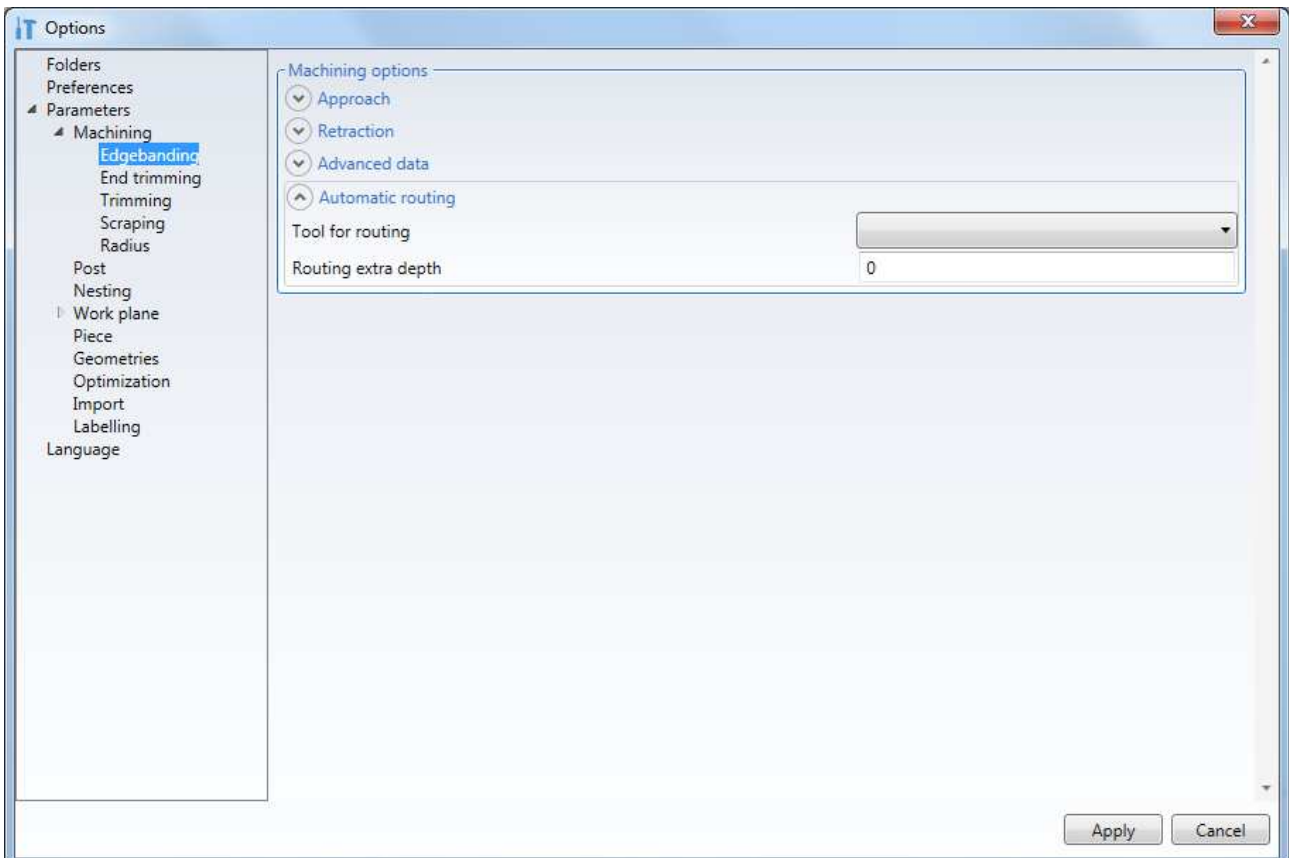 Options
Folders
Preferences
Parameters
Machining
Edgebanding
End trimming
Trimming
Scraping
Radius
Post
Nesting
Work plane
Piece
Geometries
Optimization
Import
Labelling
Language
Machining options
Approach
Retraction
Advanced data
Automatic routing
Tool for routing
Routing extra depth 0
Apply Cancel